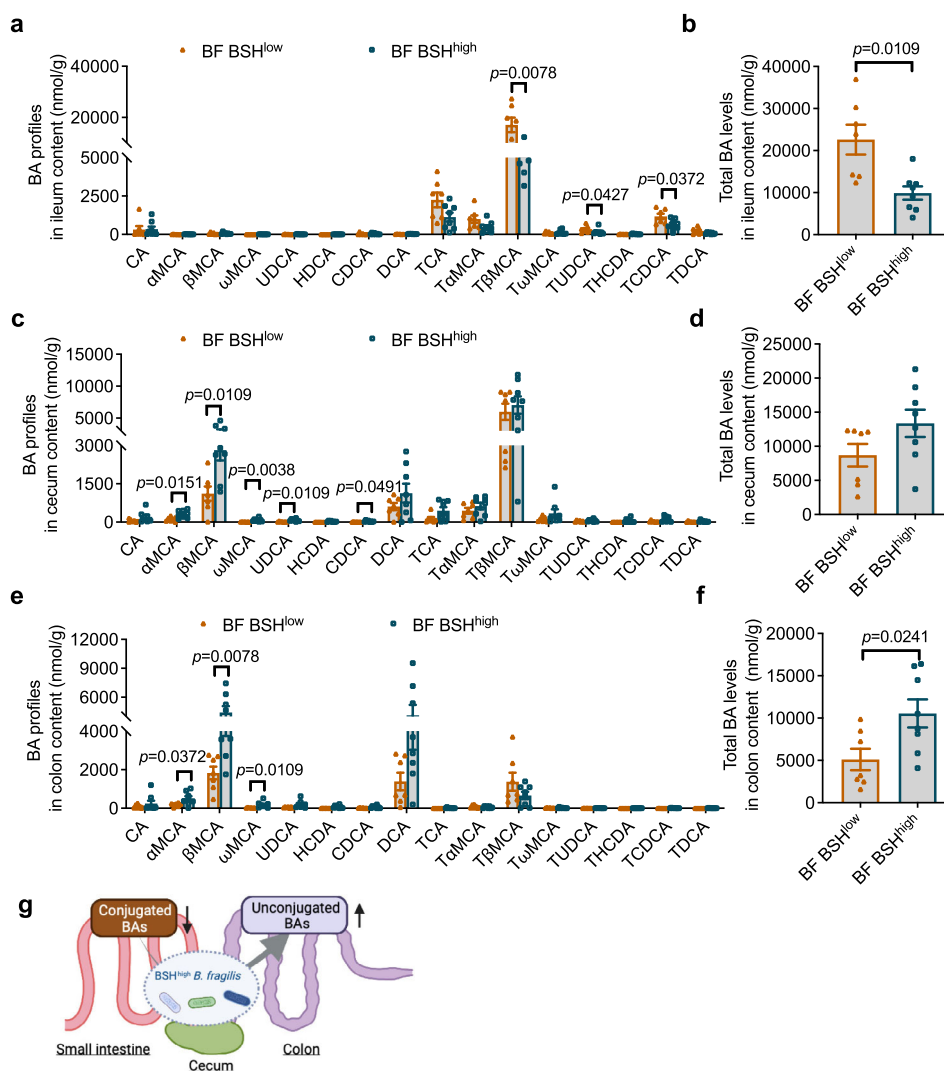 a
BF BSHlow
BF BSHhigh
BA profiles
in ileum content (nmol/g)
40000
20000
5000
2500
0
p=0.0078
p=0.0427
p=0.0372
CA
αMCA
βMCA
ωMCA
UDCA
HDCA
CDCA
DCA
TCA
TαMCA
TβMCA
TωMCA
TUDCA
THCDA
TCDCA
TDCA
b
Total BA levels
in ileum content (nmol/g)
40000
30000
20000
10000
0
p=0.0109
BF BSHlow
BF BSHhigh
c
BF BSHlow
BF BSHhigh
BA profiles
in cecum content (nmol/g)
15000
10000
5000
3000
1500
0
p=0.0151
p=0.0109
p=0.0038
p=0.0109
p=0.0491
CA
αMCA
βMCA
ωMCA
UDCA
HCDA
CDCA
DCA
TCA
TαMCA
TβMCA
TωMCA
TUDCA
THCDA
TCDCA
TDCA
d
Total BA levels
in cecum content (nmol/g)
25000
20000
15000
10000
5000
0
BF BSHlow
BF BSHhigh
e
BF BSHlow
BF BSHhigh
BA profiles
in colon content (nmol/g)
12000
9000
6000
4000
2000
0
p=0.0372
p=0.0078
p=0.0109
CA
αMCA
βMCA
ωMCA
UDCA
HCDA
CDCA
DCA
TCA
TαMCA
TβMCA
TωMCA
TUDCA
THCDA
TCDCA
TDCA
f
Total BA levels
in colon content (nmol/g)
20000
15000
10000
5000
0
p=0.0241
BF BSHlow
BF BSHhigh
g
Conjugated
BAs
Unconjugated
BAs
BSHhigh B. fragilis
Small intestine
Cecum
Colon